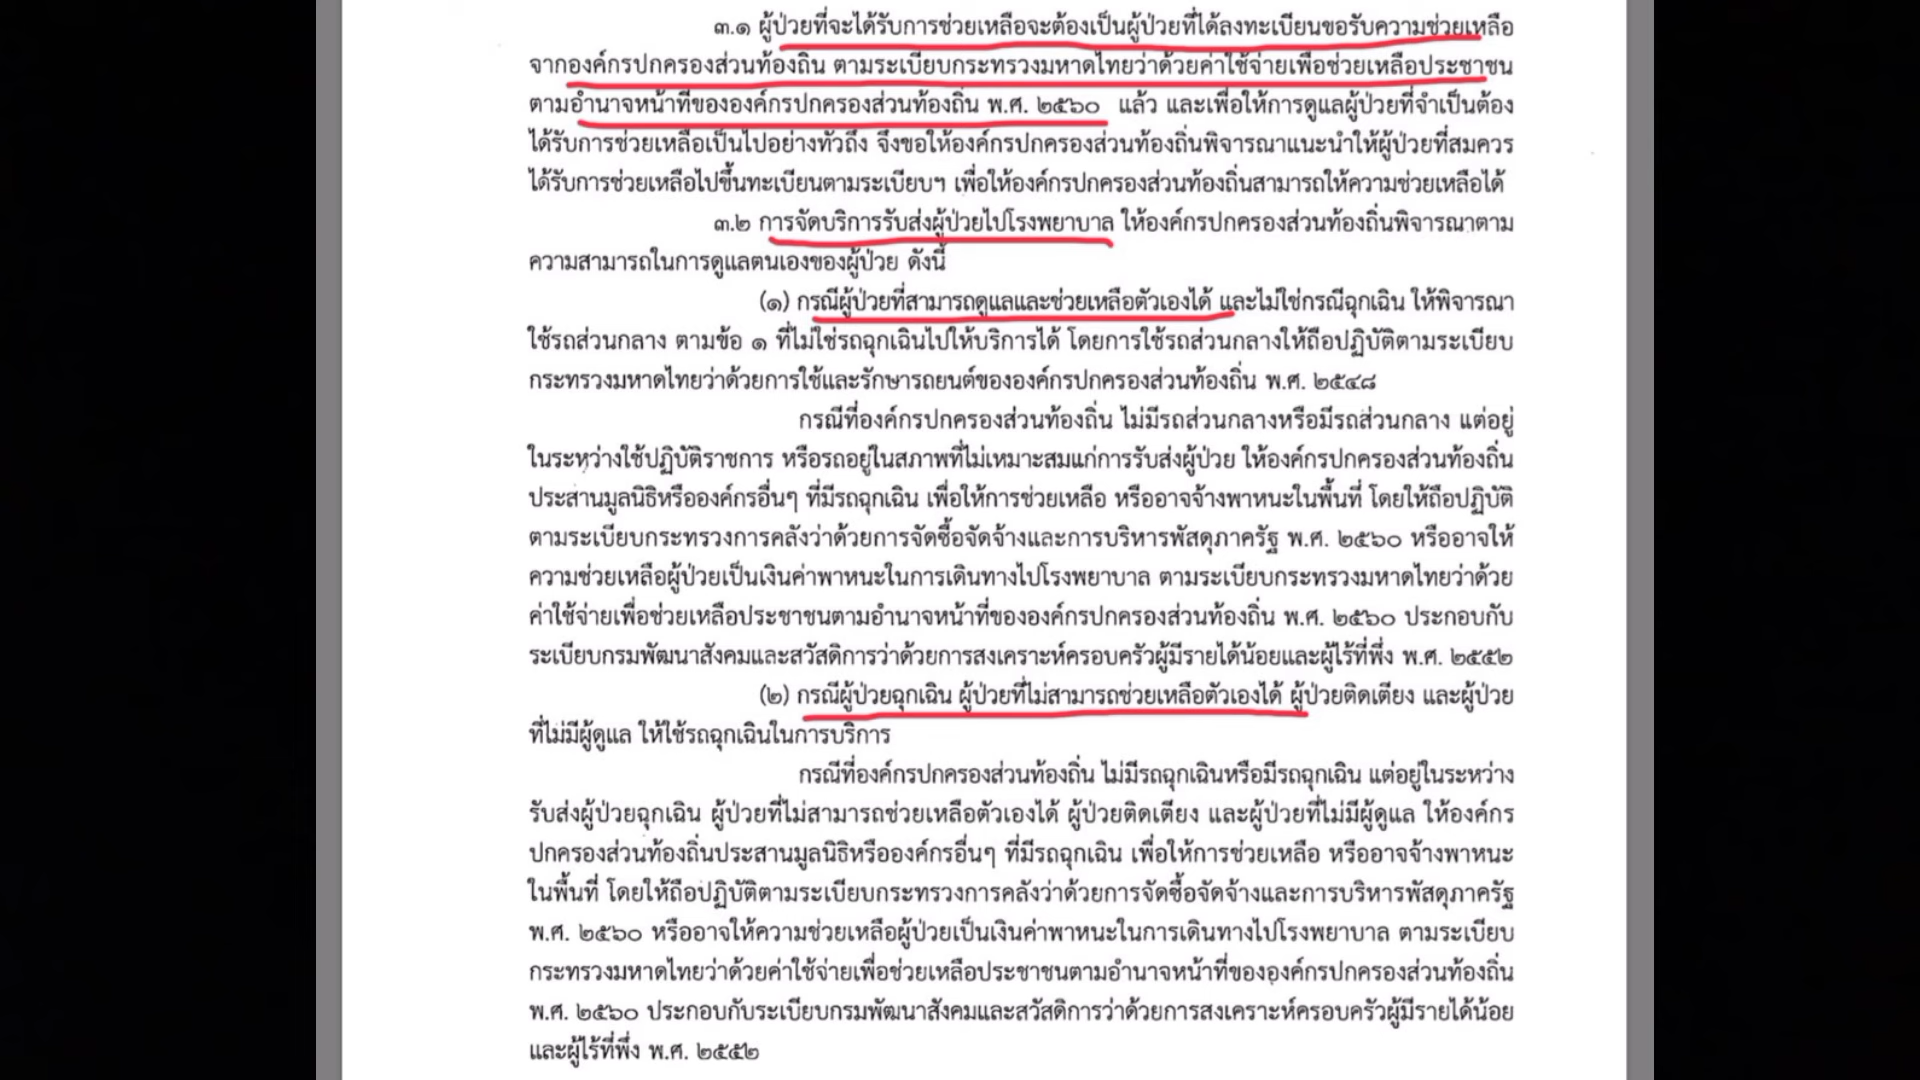 ๓.๑ ผู้ป่วยที่จะได้รับการช่วยเหลือจะต้องเป็นผู้ป่วยที่ได้ลงทะเบียนขอรับความช่วยเหลือ
จากองค์กรปกครองส่วนท้องถิ่น ตามระเบียบกระทรวงมหาดไทยว่าด้วยค่าใช้จ่ายเพื่อช่วยเหลือประชาชน
ตามอำนาจหน้าที่ขององค์กรปกครองส่วนท้องถิ่น พ.ศ. ๒๕๖๐ แล้ว และเพื่อให้การดูแลผู้ป่วยที่จำเป็นต้อง
ได้รับการช่วยเหลือเป็นไปอย่างทั่วถึง จึงขอให้องค์กรปกครองส่วนท้องถิ่นพิจารณาแนะนำให้ผู้ป่วยที่สมควร
ได้รับการช่วยเหลือไปขึ้นทะเบียนตามระเบียบฯ เพื่อให้องค์กรปกครองส่วนท้องถิ่นสามารถให้ความช่วยเหลือได้
๓.๒ การจัดบริการรับส่งผู้ป่วยไปโรงพยาบาล ให้องค์กรปกครองส่วนท้องถิ่นพิจารณาตาม
ความสามารถในการดูแลตนเองของผู้ป่วย ดังนี้
(๑) กรณีผู้ป่วยที่สามารถดูแลและช่วยเหลือตัวเองได้ และไม่ใช่กรณีฉุกเฉิน ให้พิจารณา
ใช้รถส่วนกลาง ตามข้อ ๑ ที่ไม่ใช่รถฉุกเฉินไปให้บริการได้ โดยการใช้รถส่วนกลางให้ถือปฏิบัติตามระเบียบ
กระทรวงมหาดไทยว่าด้วยการใช้และรักษารถยนต์ขององค์กรปกครองส่วนท้องถิ่น พ.ศ. ๒๕๔๘
กรณีที่องค์กรปกครองส่วนท้องถิ่น ไม่มีรถส่วนกลางหรือมีรถส่วนกลาง แต่อยู่
ในระหว่างใช้ปฏิบัติราชการ หรือรถอยู่ในสภาพที่ไม่เหมาะสมแก่การรับส่งผู้ป่วย ให้องค์กรปกครองส่วนท้องถิ่น
ประสานมูลนิธิหรือองค์กรอื่นๆ ที่มีรถฉุกเฉิน เพื่อให้การช่วยเหลือ หรืออาจจ้างพาหนะในพื้นที่ โดยให้ถือปฏิบัติ
ตามระเบียบกระทรวงการคลังว่าด้วยการจัดซื้อจัดจ้างและการบริหารพัสดุภาครัฐ พ.ศ. ๒๕๖๐ หรืออาจให้
ความช่วยเหลือผู้ป่วยเป็นเงินค่าพาหนะในการเดินทางไปโรงพยาบาล ตามระเบียบกระทรวงมหาดไทยว่าด้วย
ค่าใช้จ่ายเพื่อช่วยเหลือประชาชนตามอำนาจหน้าที่ขององค์กรปกครองส่วนท้องถิ่น พ.ศ. ๒๕๖๐ ประกอบกับ
ระเบียบกรมพัฒนาสังคมและสวัสดิการว่าด้วยการสงเคราะห์ครอบครัวผู้มีรายได้น้อยและผู้ไร้ที่พึ่ง พ.ศ. ๒๕๕๒
(๒) กรณีผู้ป่วยฉุกเฉิน ผู้ป่วยที่ไม่สามารถช่วยเหลือตัวเองได้ ผู้ป่วยติดเตียง และผู้ป่วย
ที่ไม่มีผู้ดูแล ให้ใช้รถฉุกเฉินในการบริการ
กรณีที่องค์กรปกครองส่วนท้องถิ่น ไม่มีรถฉุกเฉินหรือมีรถฉุกเฉิน แต่อยู่ในระหว่าง
รับส่งผู้ป่วยฉุกเฉิน ผู้ป่วยที่ไม่สามารถช่วยเหลือตัวเองได้ ผู้ป่วยติดเตียง และผู้ป่วยที่ไม่มีผู้ดูแล ให้องค์กร
ปกครองส่วนท้องถิ่นประสานมูลนิธิหรือองค์กรอื่นๆ ที่มีรถฉุกเฉิน เพื่อให้การช่วยเหลือ หรืออาจจ้างพาหนะ
ในพื้นที่ โดยให้ถือปฏิบัติตามระเบียบกระทรวงการคลังว่าด้วยการจัดซื้อจัดจ้างและการบริหารพัสดุภาครัฐ
พ.ศ. ๒๕๖๐ หรืออาจให้ความช่วยเหลือผู้ป่วยเป็นเงินค่าพาหนะในการเดินทางไปโรงพยาบาล ตามระเบียบ
กระทรวงมหาดไทยว่าด้วยค่าใช้จ่ายเพื่อช่วยเหลือประชาชนตามอำนาจหน้าที่ขององค์กรปกครองส่วนท้องถิ่น
พ.ศ. ๒๕๖๐ ประกอบกับระเบียบกรมพัฒนาสังคมและสวัสดิการว่าด้วยการสงเคราะห์ครอบครัวผู้มีรายได้น้อย
และผู้ไร้ที่พึ่ง พ.ศ. ๒๕๕๒